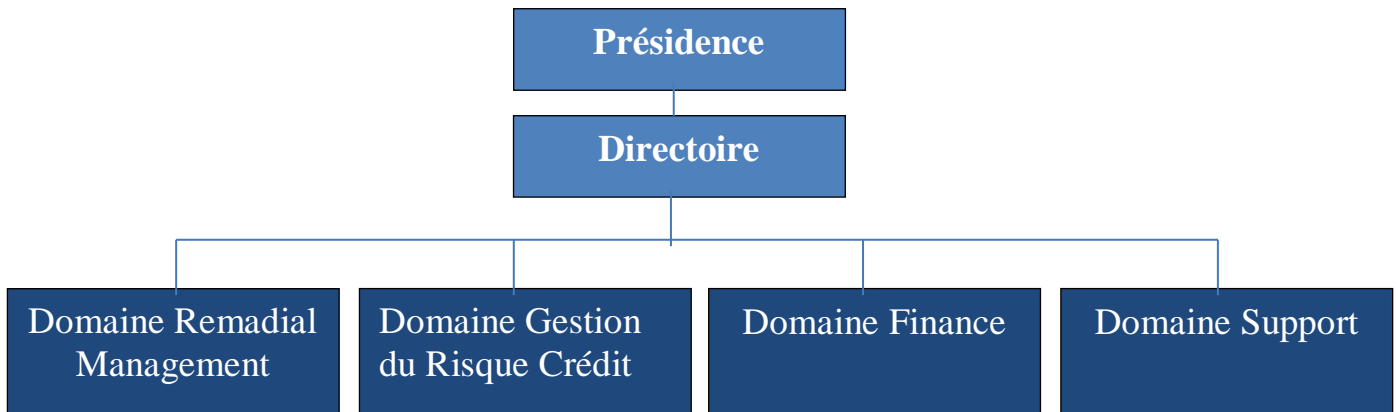 Présidence
Directoire
Domaine Remadial
Management
Domaine Gestion
du Risque Crédit
Domaine Finance
Domaine Support